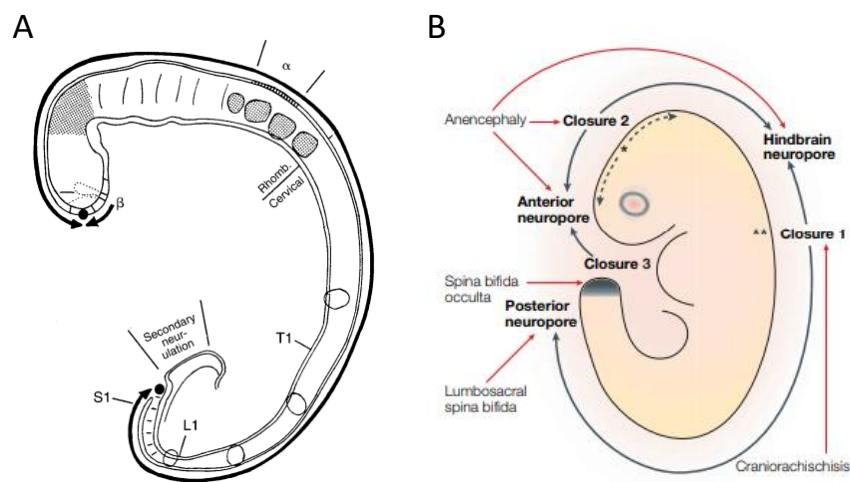 A
α
β
Rhomb.
Cervical
Secondary
neur-
ulation
T1
S1
L1
B
Anencephaly
Closure 2
Hindbrain
neuropore
Anterior
neuropore
Closure 1
Closure 3
Spina bifida
occulta
Posterior
neuropore
Lumbosacral
spina bifida
Craniorachischisis